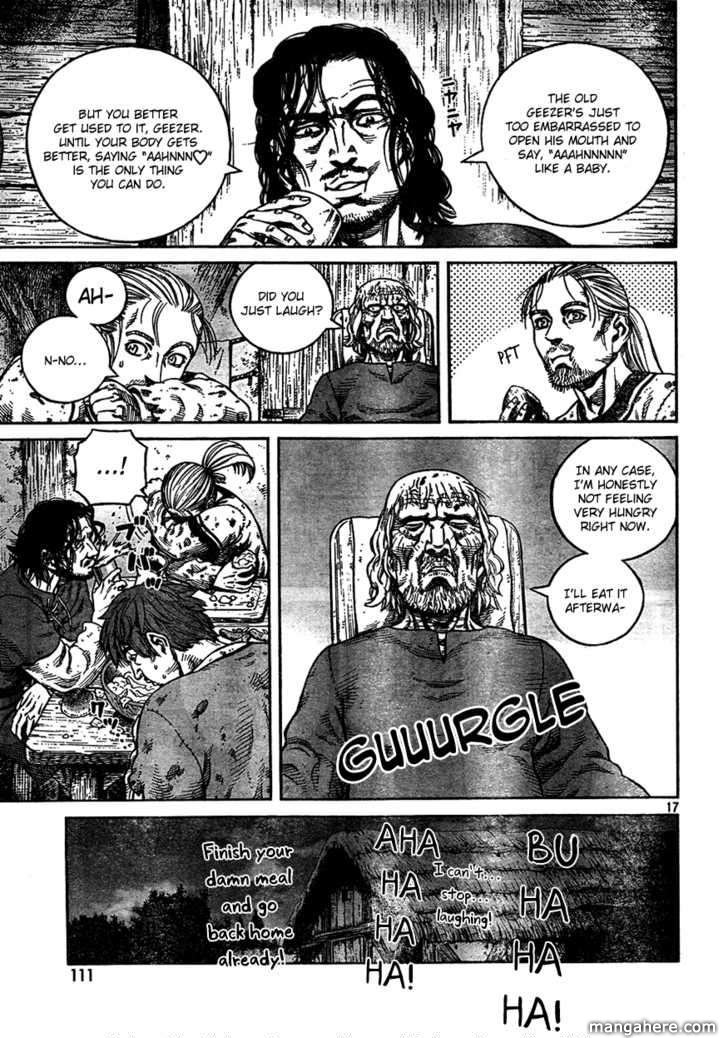 THE OLD
GEEZER'S JUST
TOO EMBARRASSED TO
OPEN HIS MOUTH AND
SAY, "AAAHNNNNN"
LIKE A BABY.
BUT YOU BETTER
GET USED TO IT, GEEZER.
UNTIL YOUR BODY GETS
BETTER, SAYING "AAHNNN♡"
IS THE ONLY THING
YOU CAN DO.
ニヤ
ニヤ
PFT
DID YOU
JUST LAUGH?
AH-
N-NO...
IN ANY CASE,
I'M HONESTLY
NOT FEELING
VERY HUNGRY
RIGHT NOW.
I'LL EAT IT
AFTERWA-
GUUURGLE
...!
17
BU
HA
HA
HA!
I can't...
stop...
laughing!
AHA
HA
HA
HA!
Finish your
damn meal
and go
back home
already!
111
mangahere.com